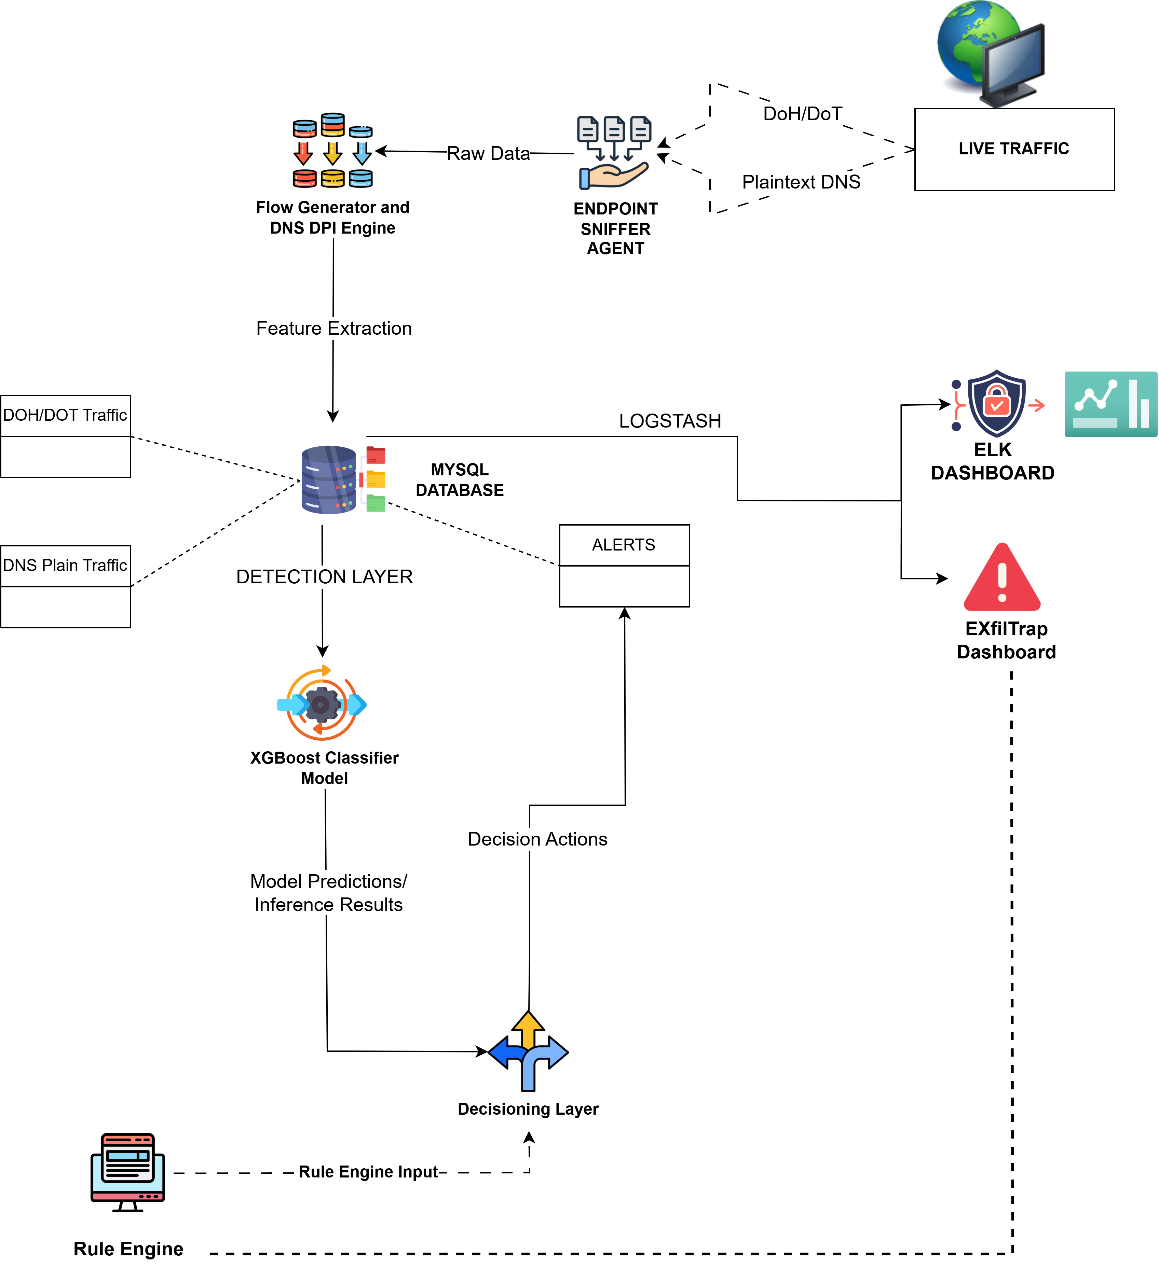 DoH/DoT
LIVE TRAFFIC
Raw Data
Plaintext DNS
Flow Generator and
DNS DPI Engine
ENDPOINT
SNIFFER
AGENT
Feature Extraction
DOH/DOT Traffic
LOGSTASH
ELK
DASHBOARD
MYSQL
DATABASE
DNS Plain Traffic
ALERTS
DETECTION LAYER
EXfilTrap
Dashboard
XGBoost Classifier
Model
Decision Actions
Model Predictions/
Inference Results
Decisioning Layer
Rule Engine Input
Rule Engine